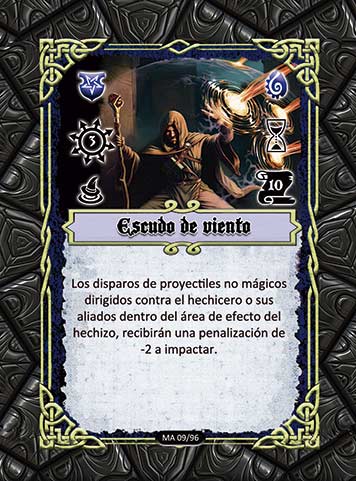 3
10
Escudo de viento
Los disparos de proyectiles no mágicos
dirigidos contra el hechicero o sus
aliados dentro del área de efecto del
hechizo, recibirán una penalización de
-2 a impactar.
MA 09/96